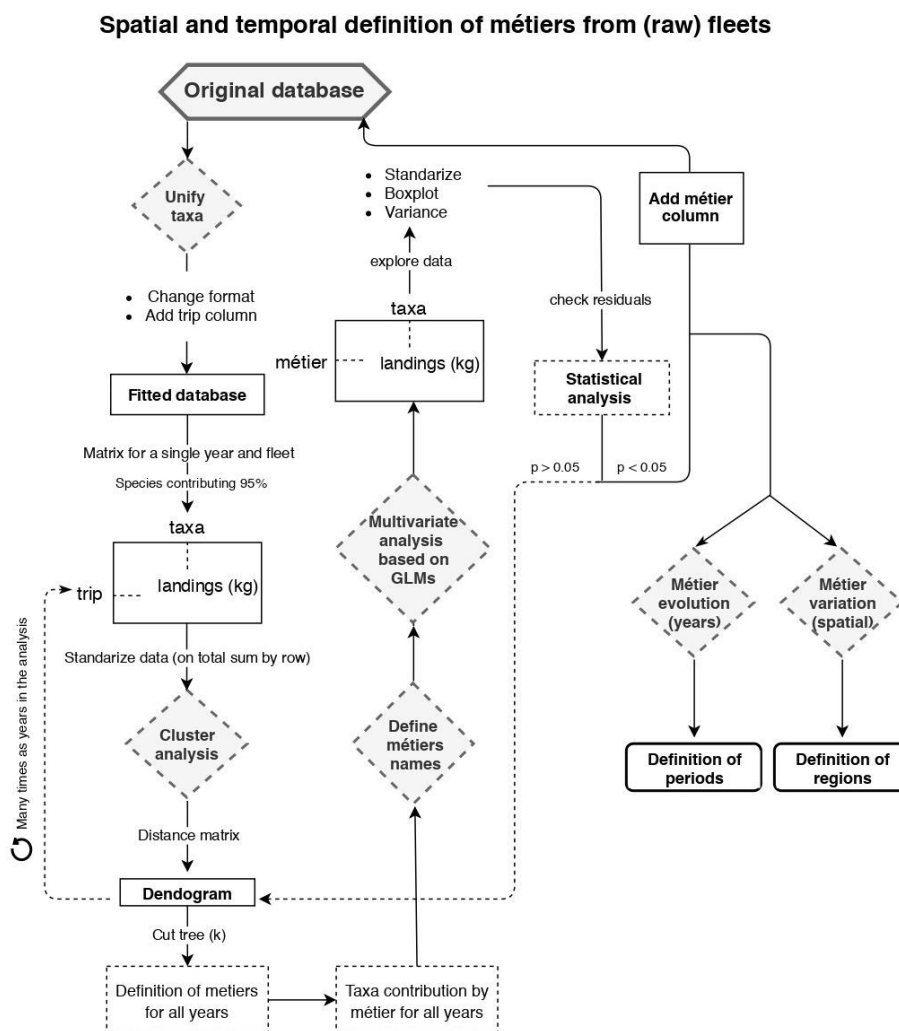 Spatial and temporal definition of métiers from (raw) fleets
Original database
Unify
taxa
• Change format
• Add trip column
Fitted database
Matrix for a single year and fleet
Species contributing 95%
taxa
landings (kg)
trip
Standarize data (on total sum by row)
Cluster
analysis
Distance matrix
Dendogram
Cut tree (k)
Definition of metiers
for all years
Many times as years in the analysis
Taxa contribution by
métier for all years
Define
métiers
names
Multivariate
analysis
based on
GLMs
taxa
métier
landings (kg)
explore data
• Standarize
• Boxplot
• Variance
check residuals
Statistical
analysis
p > 0.05
p < 0.05
Add métier
column
Métier
evolution
(years)
Métier
variation
(spatial)
Definition of
periods
Definition of
regions